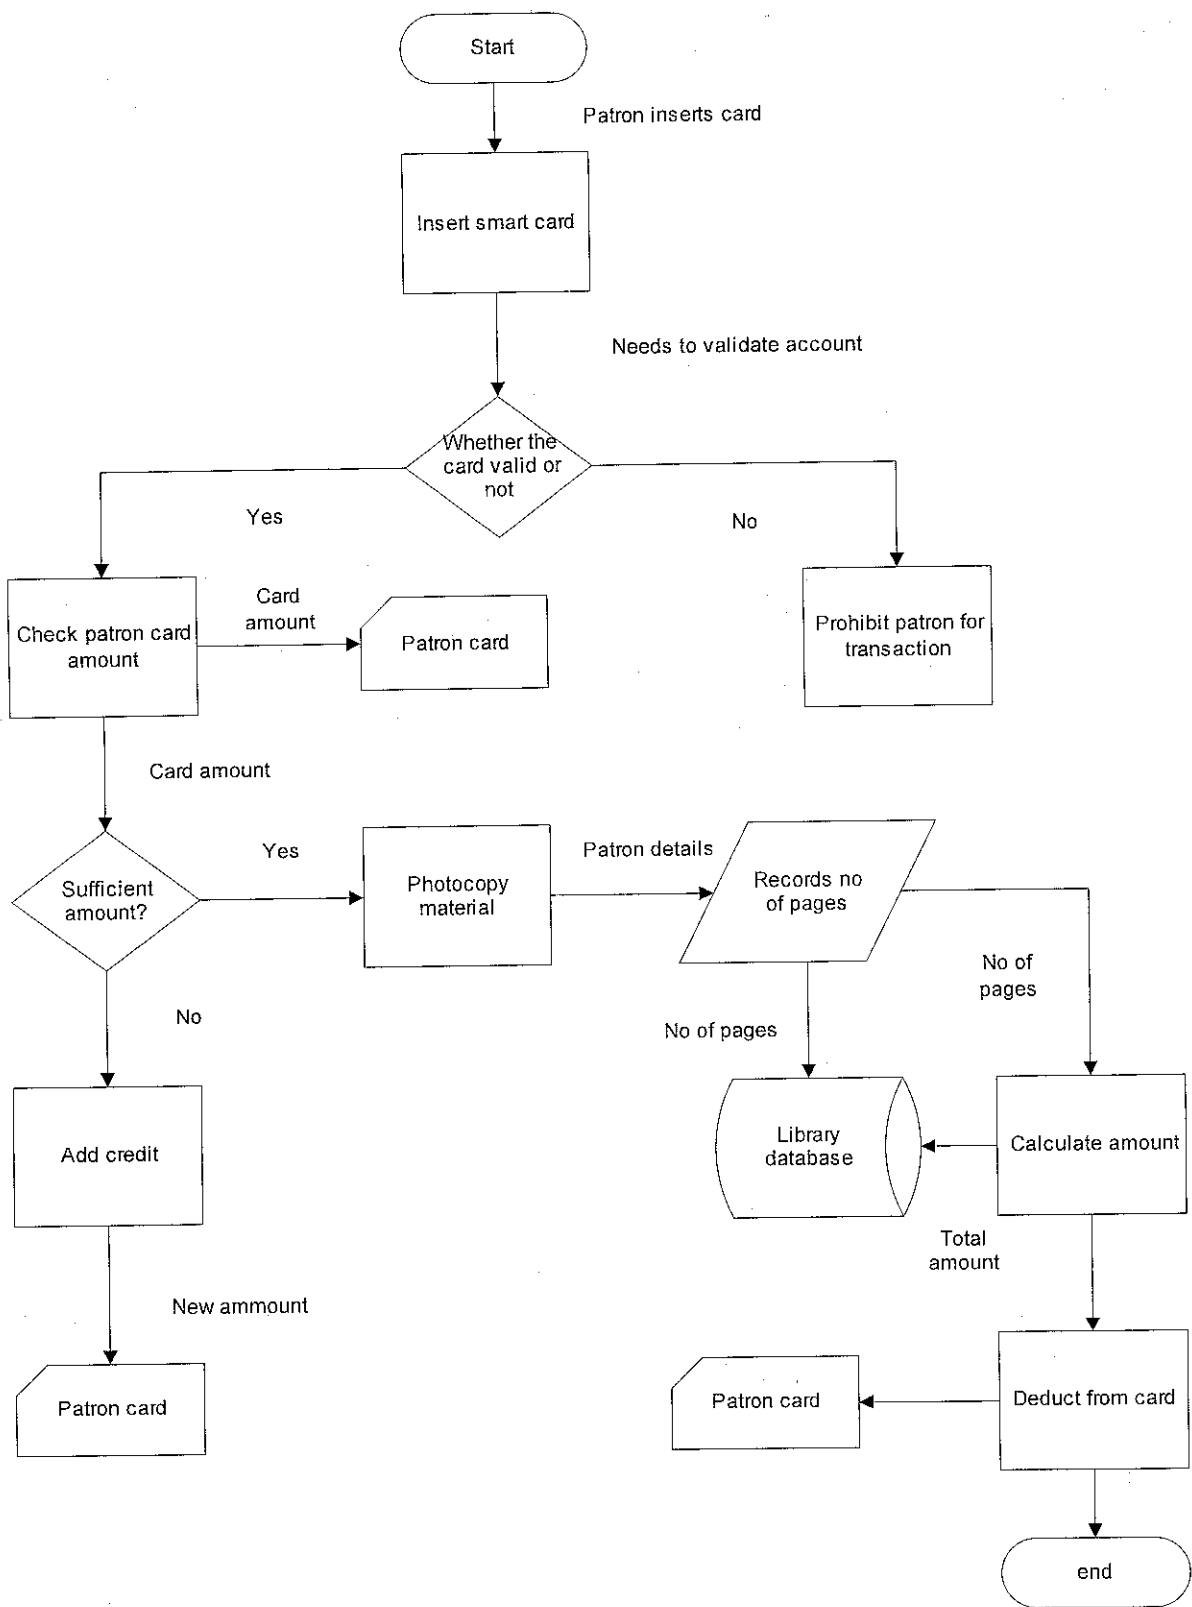 Start
Patron inserts card
Insert smart card
Needs to validate account
Whether the
card valid or
not
Yes
No
Check patron card
amount
Card
amount
Patron card
Prohibit patron for
transaction
Card amount
Sufficient
amount?
Yes
Photocopy
material
Patron details
Records no
of pages
No of
pages
No
No of pages
Add credit
Library
database
Calculate amount
Total
amount
New ammount
Patron card
Patron card
Deduct from card
end